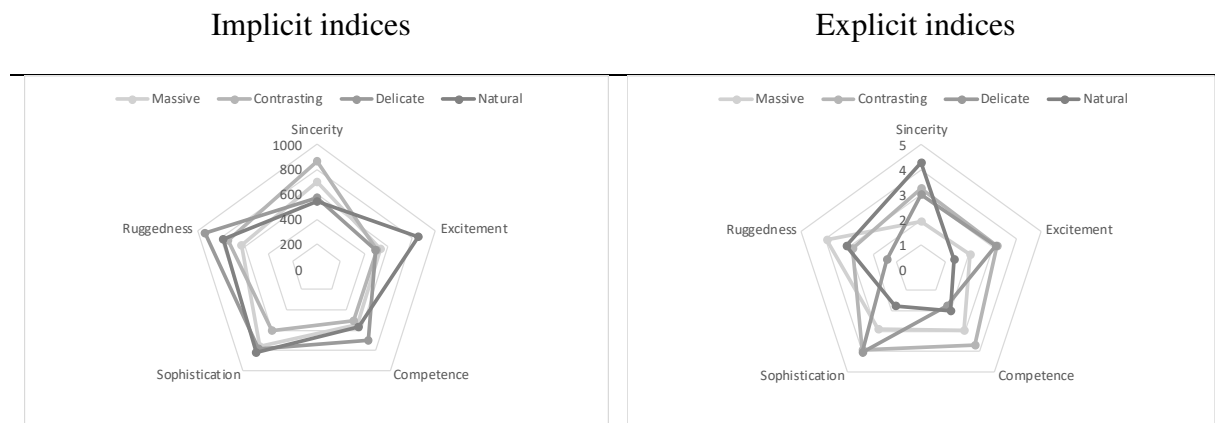 Implicit indices
Explicit indices
Massive Contrasting Delicate Natural
Sincerity
1000
800
600
400
200
0
Excitement
Competence
Sophistication
Ruggedness
Massive Contrasting Delicate Natural
Sincerity
5
4
3
2
1
0
Excitement
Competence
Sophistication
Ruggedness